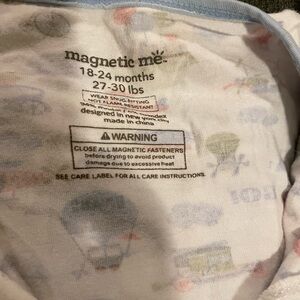 magnetic me
18-24 months
27-30 lbs
WEAR SNUG-FITTING
NOT FLAME RESISTANT
designed in new york city
made in china
WARNING
CLOSE ALL MAGNETIC FASTENERS
before drying to avoid product
damage due to excessive heat
SEE CARE LABEL FOR ALL CARE INSTRUCTIONS.